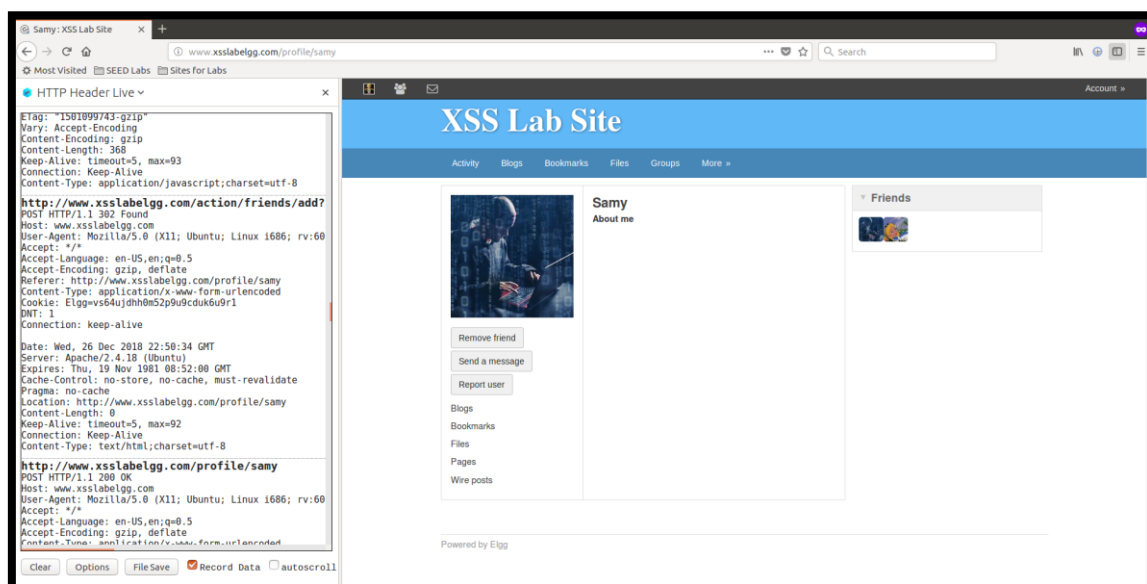 Samy: XSS Lab Site
www.xsslabelgg.com/profile/samy
Search
Most Visited SEED Labs Sites for Labs
HTTP Header Live
ETag: "1501099743-gzip"
Vary: Accept-Encoding
Content-Encoding: gzip
Content-Length: 368
Keep-Alive: timeout=5, max=93
Connection: Keep-Alive
Content-Type: application/javascript;charset=utf-8
http://www.xsslabelgg.com/action/friends/add?
POST HTTP/1.1 302 Found
Host: www.xsslabelgg.com
User-Agent: Mozilla/5.0 (X11; Ubuntu; Linux i686; rv:60
Accept: */*
Accept-Language: en-US,en;q=0.5
Accept-Encoding: gzip, deflate
Referer: http://www.xsslabelgg.com/profile/samy
Content-Type: application/x-www-form-urlencoded
Cookie: Elgg=vs64ujdhh0m52p9u9cduk6u9r1
DNT: 1
Connection: keep-alive
Date: Wed, 26 Dec 2018 22:50:34 GMT
Server: Apache/2.4.18 (Ubuntu)
Expires: Thu, 19 Nov 1981 08:52:00 GMT
Cache-Control: no-store, no-cache, must-revalidate
Pragma: no-cache
Location: http://www.xsslabelgg.com/profile/samy
Content-Length: 0
Keep-Alive: timeout=5, max=92
Connection: Keep-Alive
Content-Type: text/html;charset=utf-8
http://www.xsslabelgg.com/profile/samy
POST HTTP/1.1 200 OK
Host: www.xsslabelgg.com
User-Agent: Mozilla/5.0 (X11; Ubuntu; Linux i686; rv:60
Accept: */*
Accept-Language: en-US,en;q=0.5
Accept-Encoding: gzip, deflate
Content-Type: application/x-www-form-urlencoded
Clear Options File Save Record Data autoscroll
Account »
XSS Lab Site
Activity Blogs Bookmarks Files Groups More »
Samy
About me
Remove friend
Send a message
Report user
Blogs
Bookmarks
Files
Pages
Wire posts
Friends
Powered by Elgg